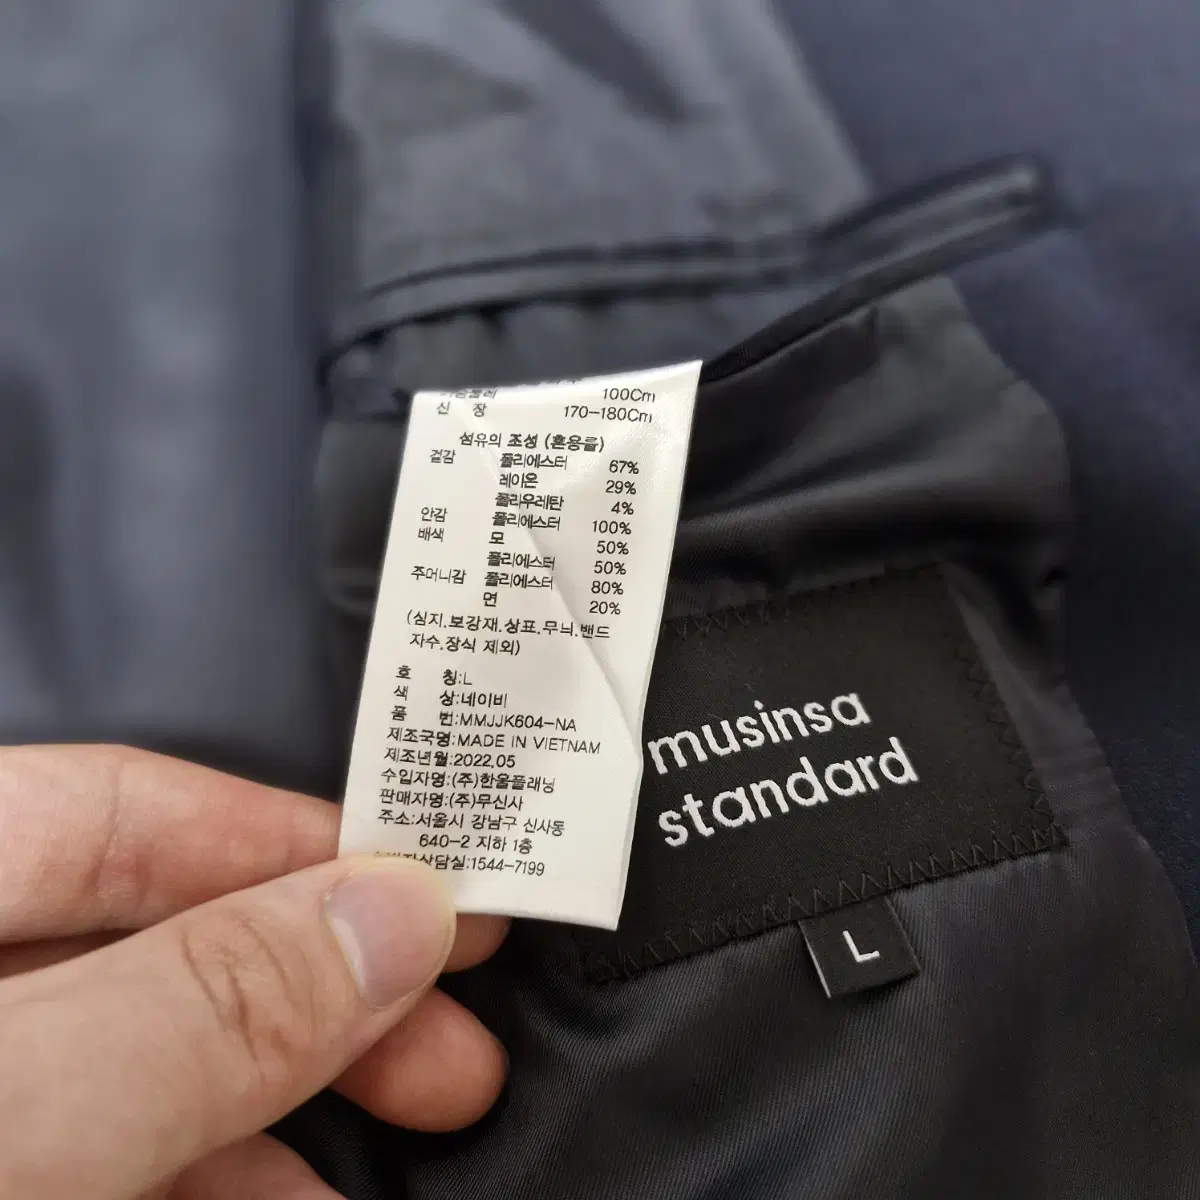 100Cm
신 장 170-180Cm
섬유의 조성 (혼용률)
겉감 폴리에스터 67%
레이온 29%
폴리우레탄 4%
안감 폴리에스터 100%
배색 모 50%
폴리에스터 50%
주머니감 폴리에스터 80%
면 20%
(심지.보강재.상표.무늬.밴드
자수.장식 제외)
호 칭:L
색 상:네이비
품 번:MMJJK604-NA
제조국명:MADE IN VIETNAM
제조년월:2022.05
수입자명:(주)한울플래닝
판매자명:(주)무신사
주소:서울시 강남구 신사동
640-2 지하 1층
1544-7199
musinsa
standard
L